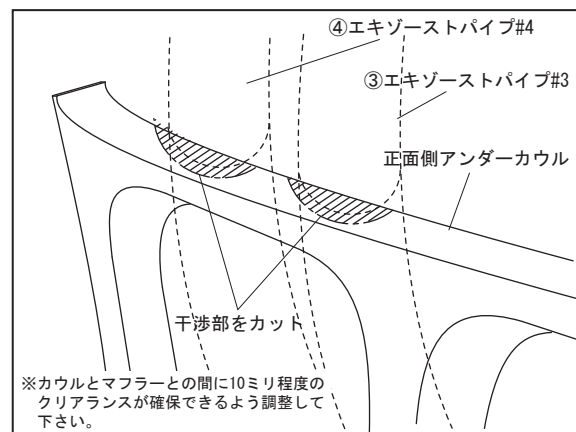 ④エキゾーストパイプ#4
③エキゾーストパイプ#3
正面側アンダーカウル
干渉部をカット
※カウルとマフラーとの間に10ミリ程度の
クリアランスが確保できるよう調整して
下さい。